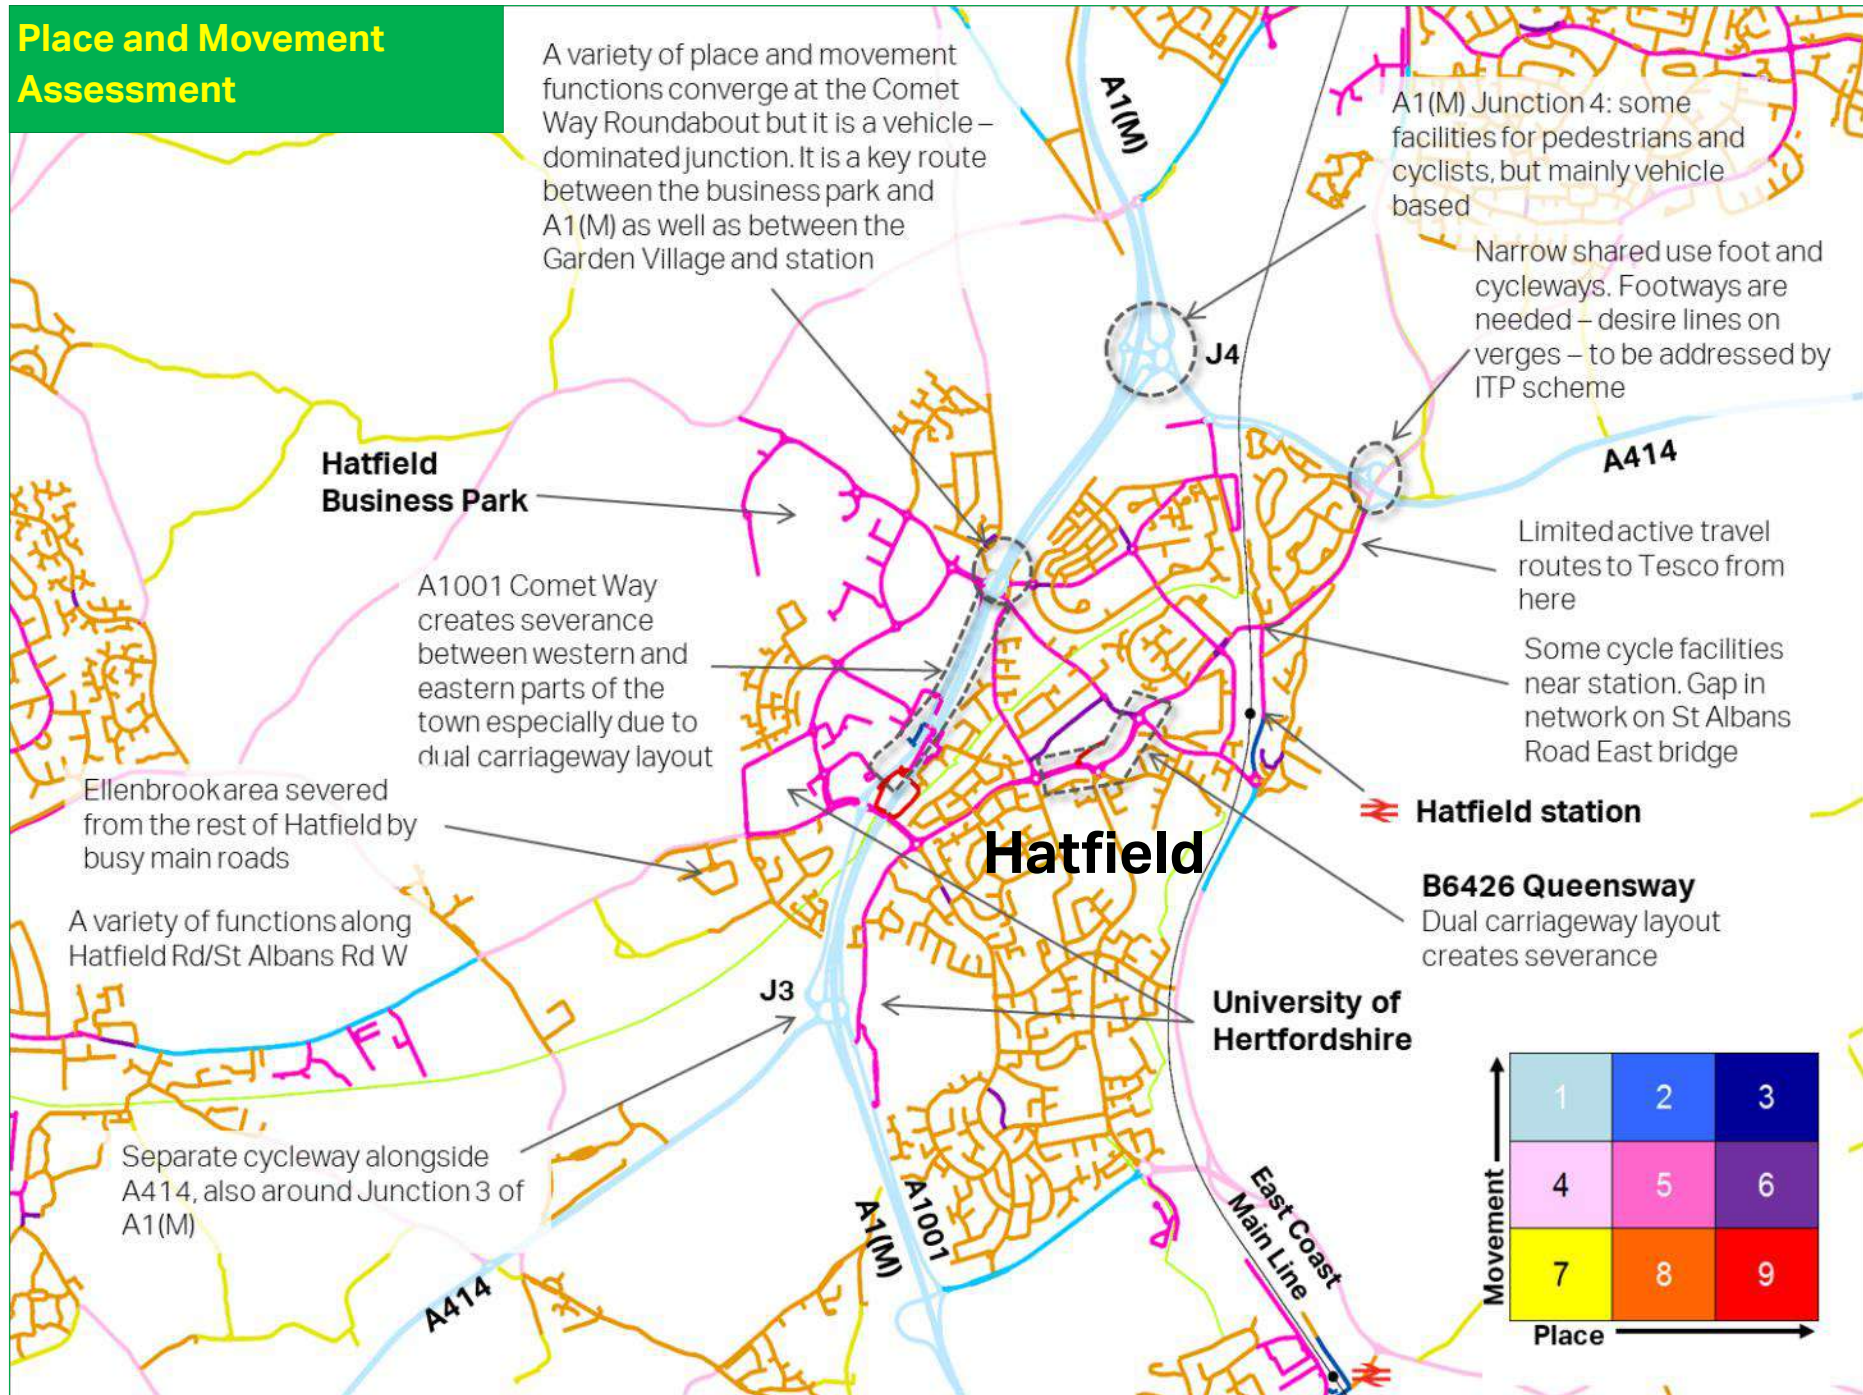 Place and Movement
Assessment
A variety of place and movement
functions converge at the Comet
Way Roundabout but it is a vehicle –
dominated junction. It is a key route
between the business park and
A1(M) as well as between the
Garden Village and station
A1(M)
A1(M) Junction 4: some
facilities for pedestrians and
cyclists, but mainly vehicle
based
Narrow shared use foot and
cycleways. Footways are
needed – desire lines on
verges – to be addressed by
ITP scheme
J4
A414
Hatfield
Business Park
Limited active travel
routes to Tesco from
here
A1001 Comet Way
creates severance
between western and
eastern parts of the
town especially due to
dual carriageway layout
Some cycle facilities
near station. Gap in
network on St Albans
Road East bridge
Ellenbrook area severed
from the rest of Hatfield by
busy main roads
Hatfield station
Hatfield
B6426 Queensway
Dual carriageway layout
creates severance
A variety of functions along
Hatfield Rd/St Albans Rd W
J3
University of
Hertfordshire
Separate cycleway alongside
A414, also around Junction 3 of
A1(M)
A414
A1(M)
A1001
East Coast
Main Line
Movement
1 2 3
4 5 6
7 8 9
Place